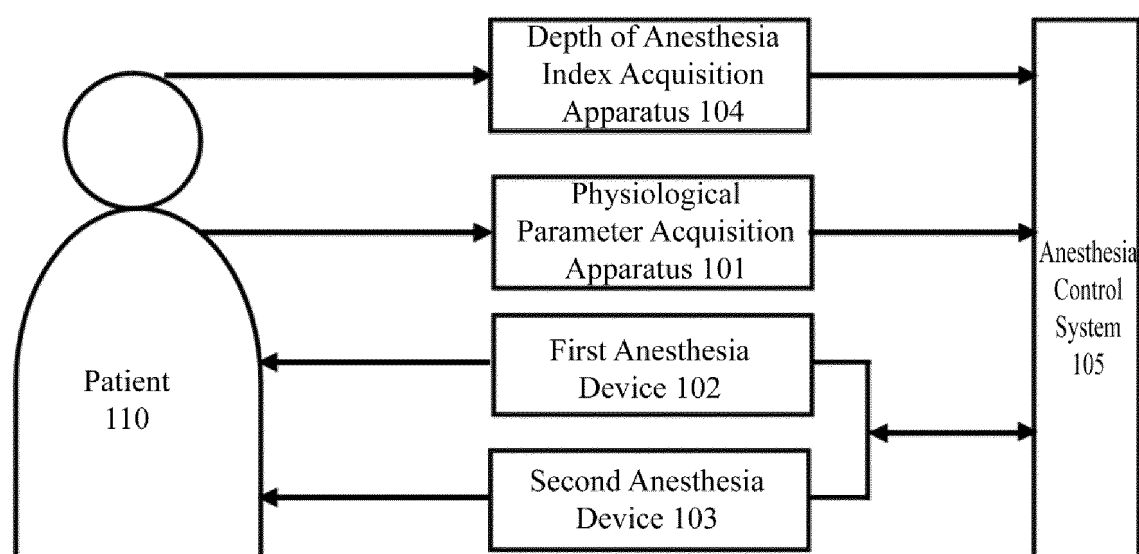 Depth of Anesthesia
Index Acquisition
Apparatus 104
Physiological
Parameter Acquisition
Apparatus 101
Anesthesia
Control
System
105
First Anesthesia
Device 102
Patient
110
Second Anesthesia
Device 103